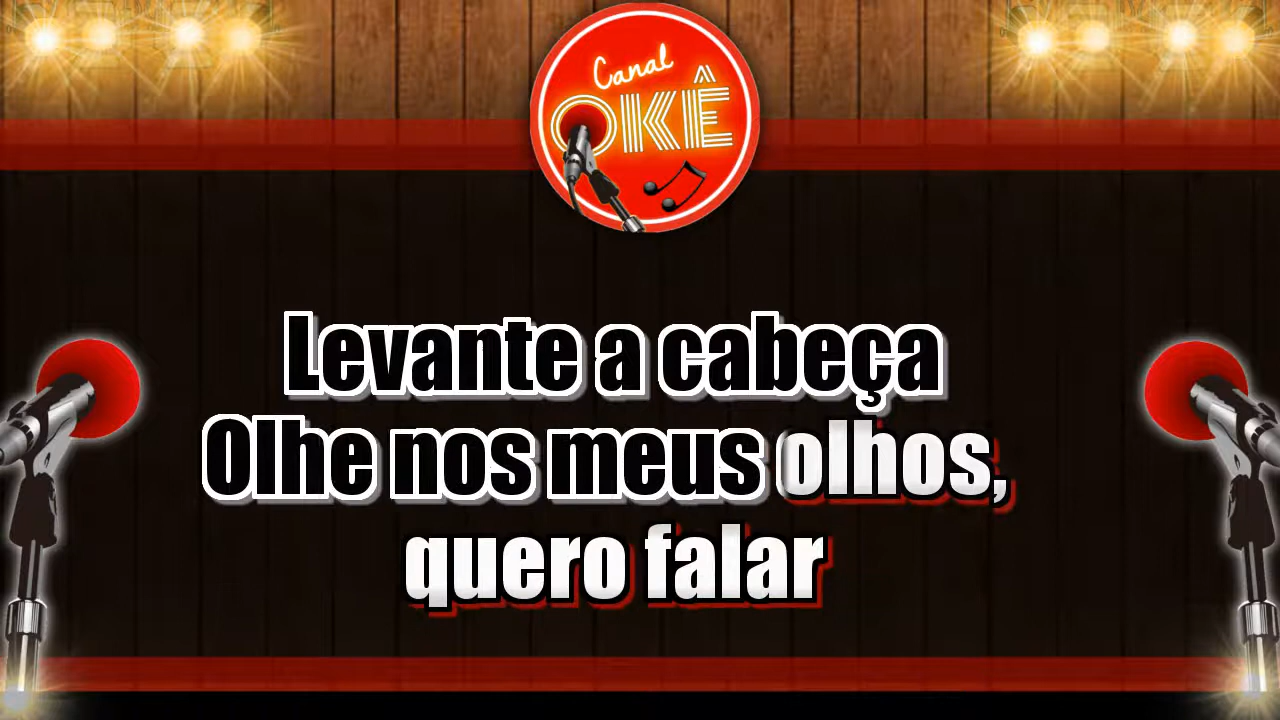 Canal
OKÊ
Levante a cabeça
Olhe nos meus olhos,
quero falar